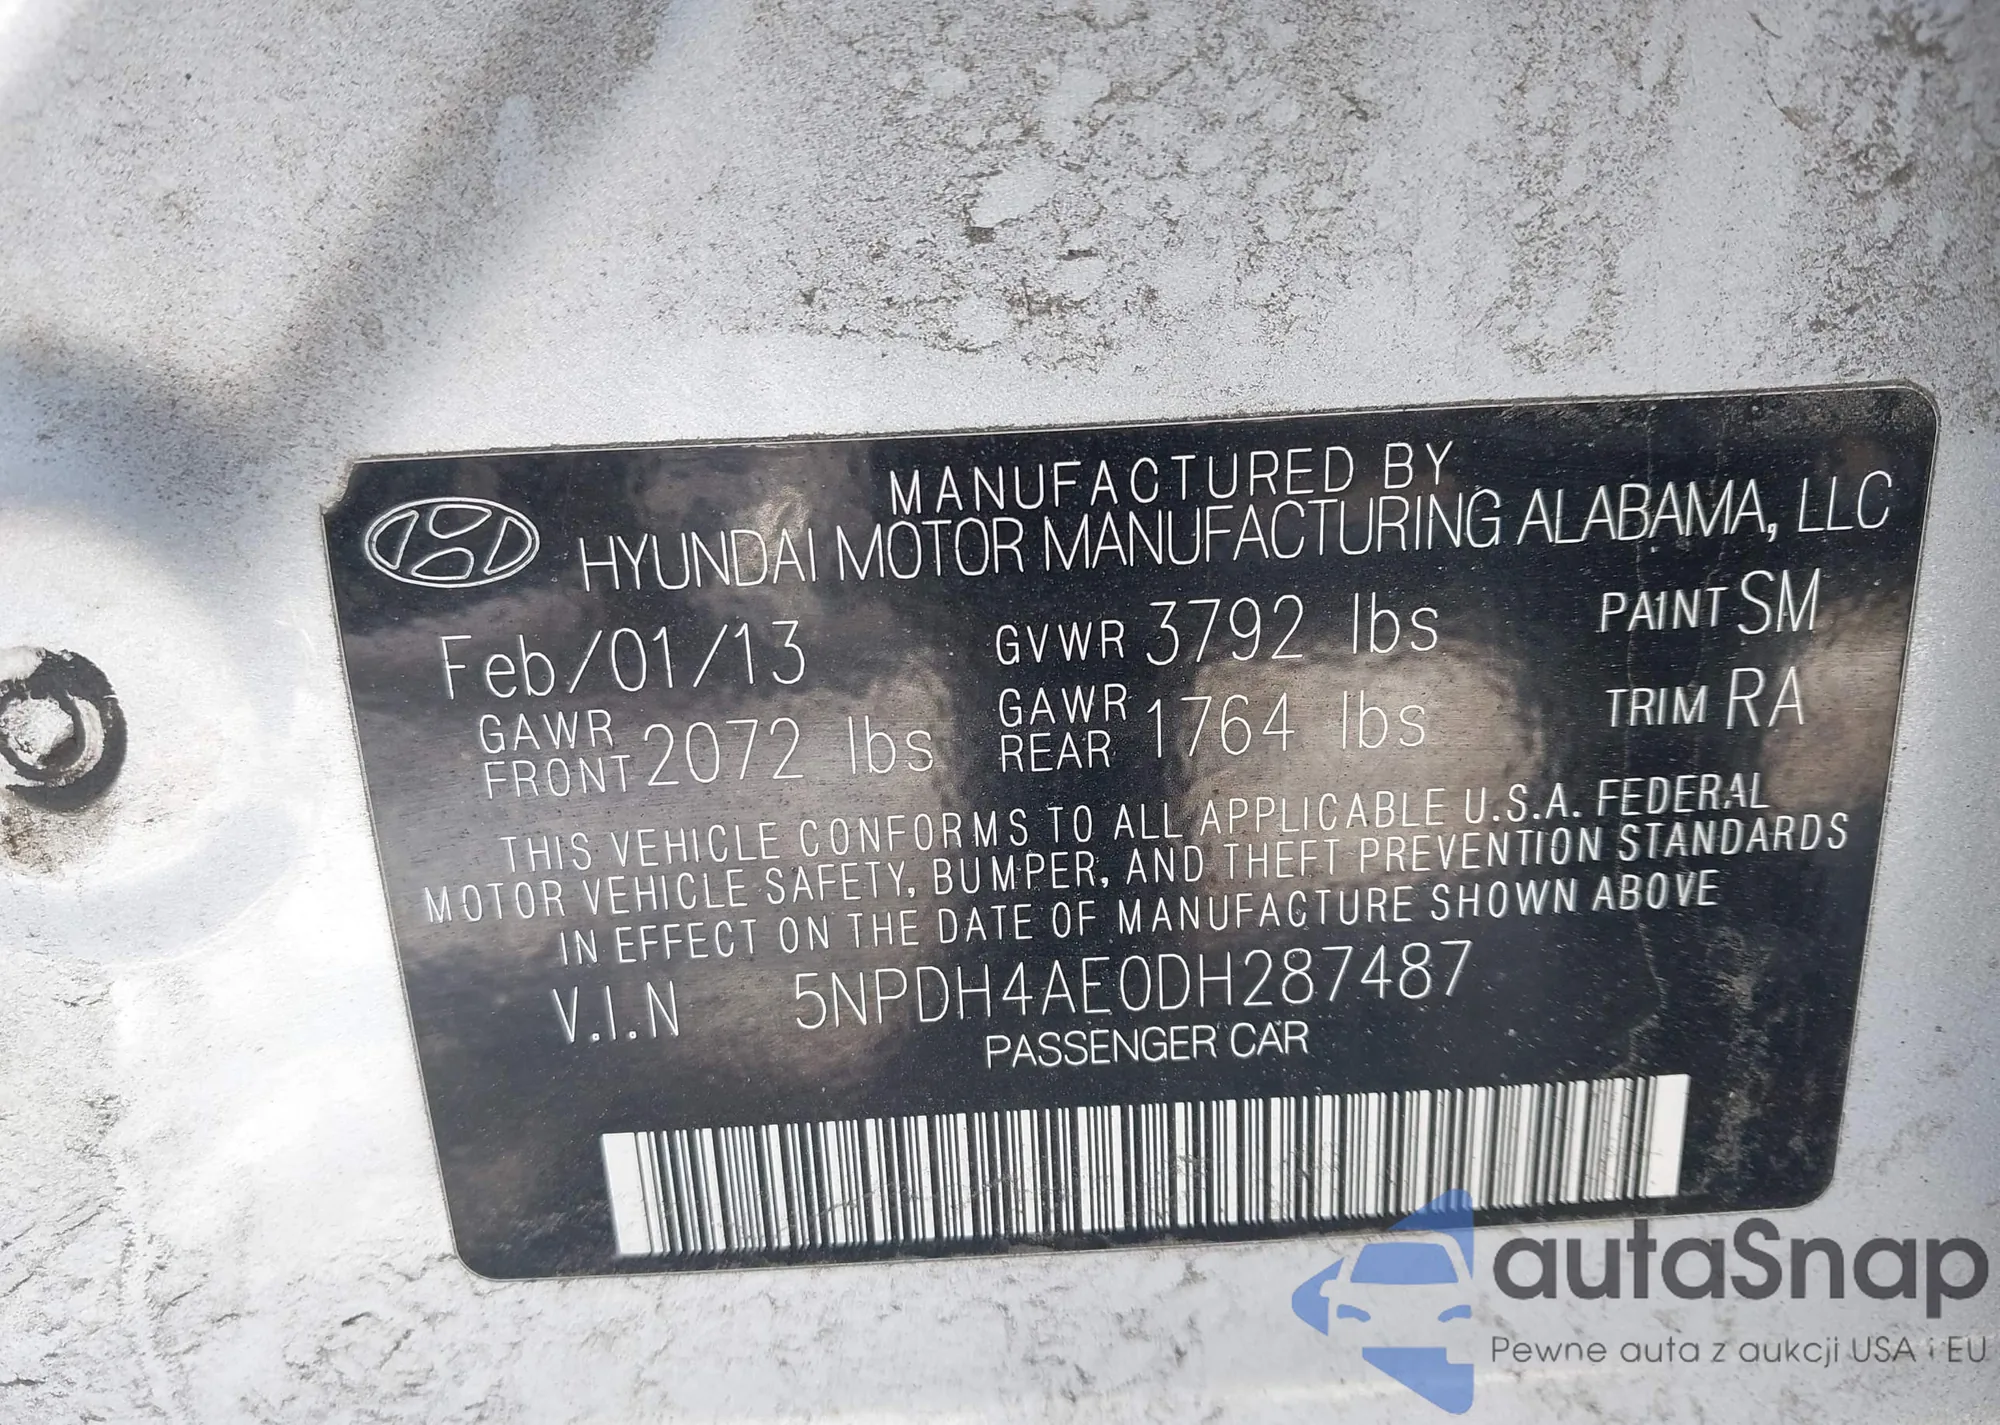 MANUFACTURED BY
HYUNDAI MOTOR MANUFACTURING ALABAMA, LLC
Feb/01/13 GVWR 3792 lbs PAINT SM
GAWR FRONT 2072 lbs GAWR REAR 1764 lbs TRIM RA
THIS VEHICLE CONFORMS TO ALL APPLICABLE U.S.A. FEDERAL
MOTOR VEHICLE SAFETY, BUMPER, AND THEFT PREVENTION STANDARDS
IN EFFECT ON THE DATE OF MANUFACTURE SHOWN ABOVE
V.I.N 5NPDH4AE0DH287487
PASSENGER CAR
autaSnap
Pewne auta z aukcji USA i EU